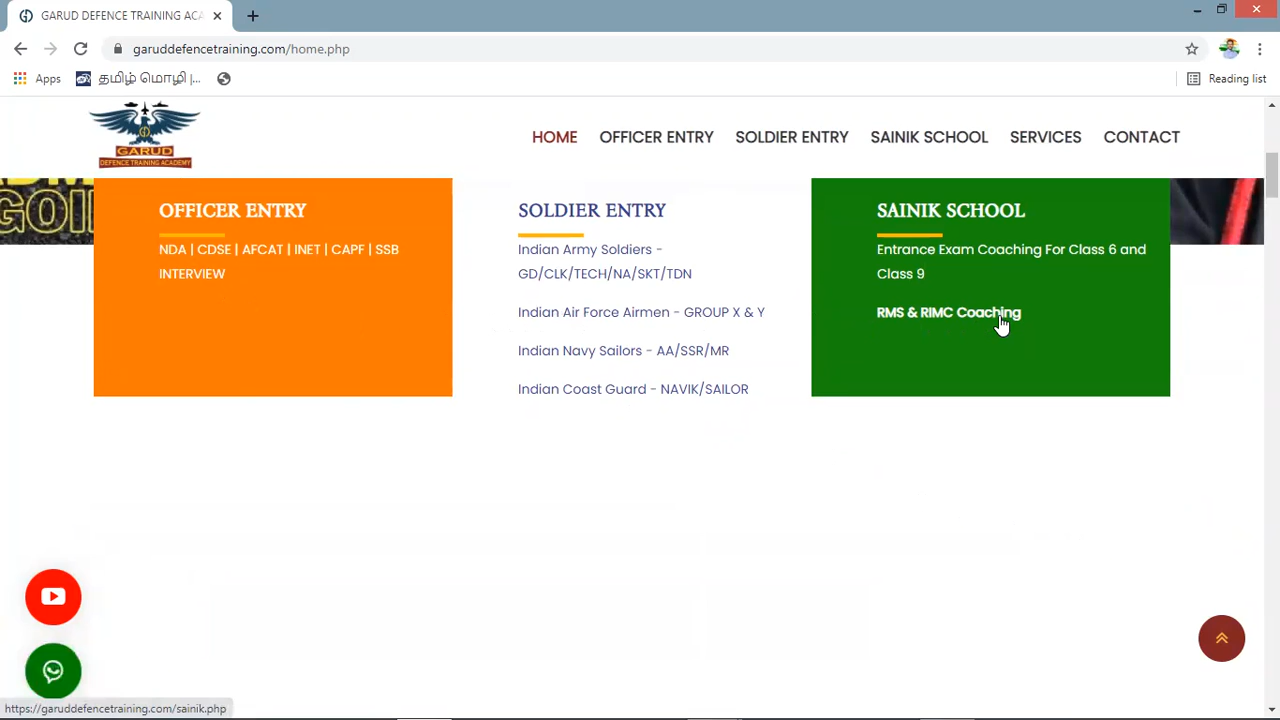 GARUD DEFENCE TRAINING ACA
garuddefencetraining.com/home.php
Apps
தமிழ் மொழி |...
Reading list
GARUD
DEFENCE TRAINING ACADEMY
HOME
OFFICER ENTRY
SOLDIER ENTRY
SAINIK SCHOOL
SERVICES
CONTACT
GOI
OFFICER ENTRY
NDA | CDSE | AFCAT | INET | CAPF | SSB
INTERVIEW
SOLDIER ENTRY
Indian Army Soldiers -
GD/CLK/TECH/NA/SKT/TDN
Indian Air Force Airmen - GROUP X & Y
Indian Navy Sailors - AA/SSR/MR
Indian Coast Guard - NAVIK/SAILOR
SAINIK SCHOOL
Entrance Exam Coaching For Class 6 and
Class 9
RMS & RIMC Coaching
https://garuddefencetraining.com/sainik.php